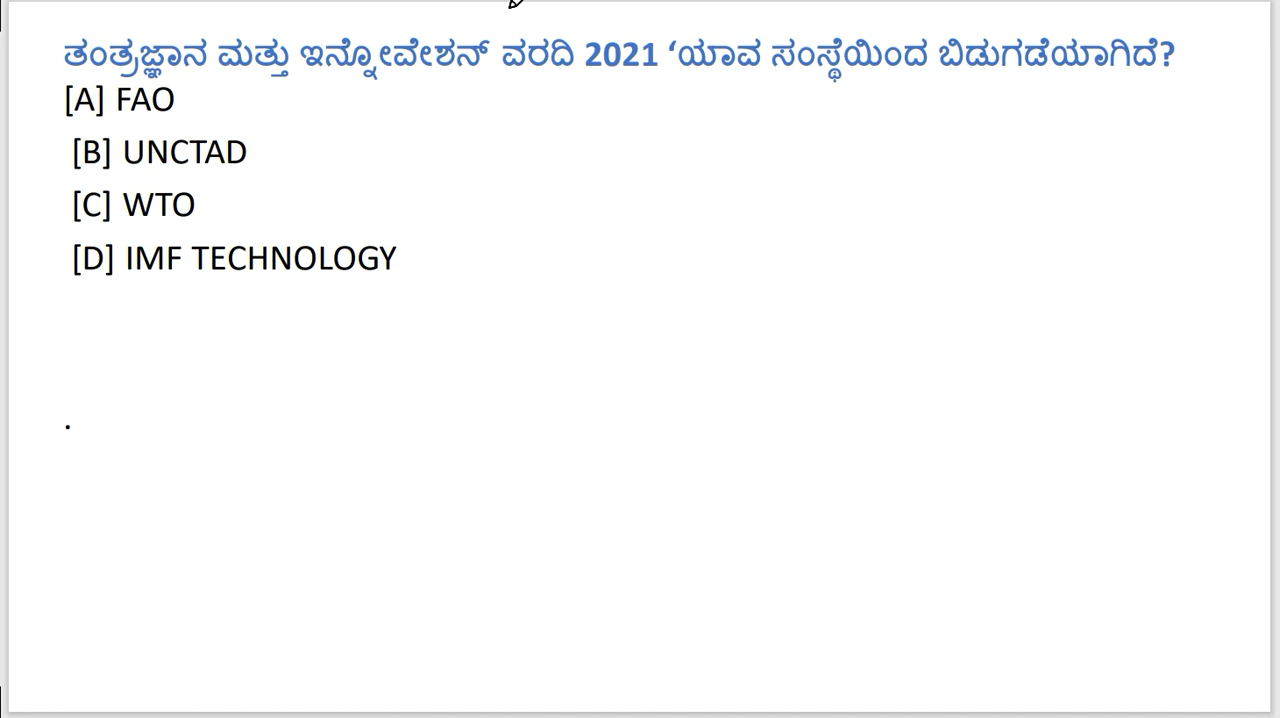 ತಂತ್ರಜ್ಞಾನ ಮತ್ತು ಇನ್ನೋವೇಶನ್ ವರದಿ 2021 ‘ಯಾವ ಸಂಸ್ಥೆಯಿಂದ ಬಿಡುಗಡೆಯಾಗಿದೆ?
[A] FAO
[B] UNCTAD
[C] WTO
[D] IMF TECHNOLOGY
.